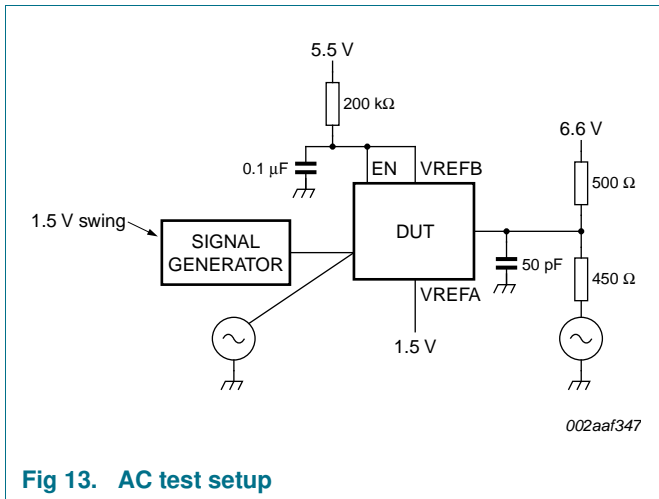 5.5 V
200 kΩ
6.6 V
0.1 μF
EN
VREFB
500 Ω
1.5 V swing
SIGNAL
GENERATOR
DUT
50 pF
450 Ω
VREFA
1.5 V
002aaf347
Fig 13. AC test setup